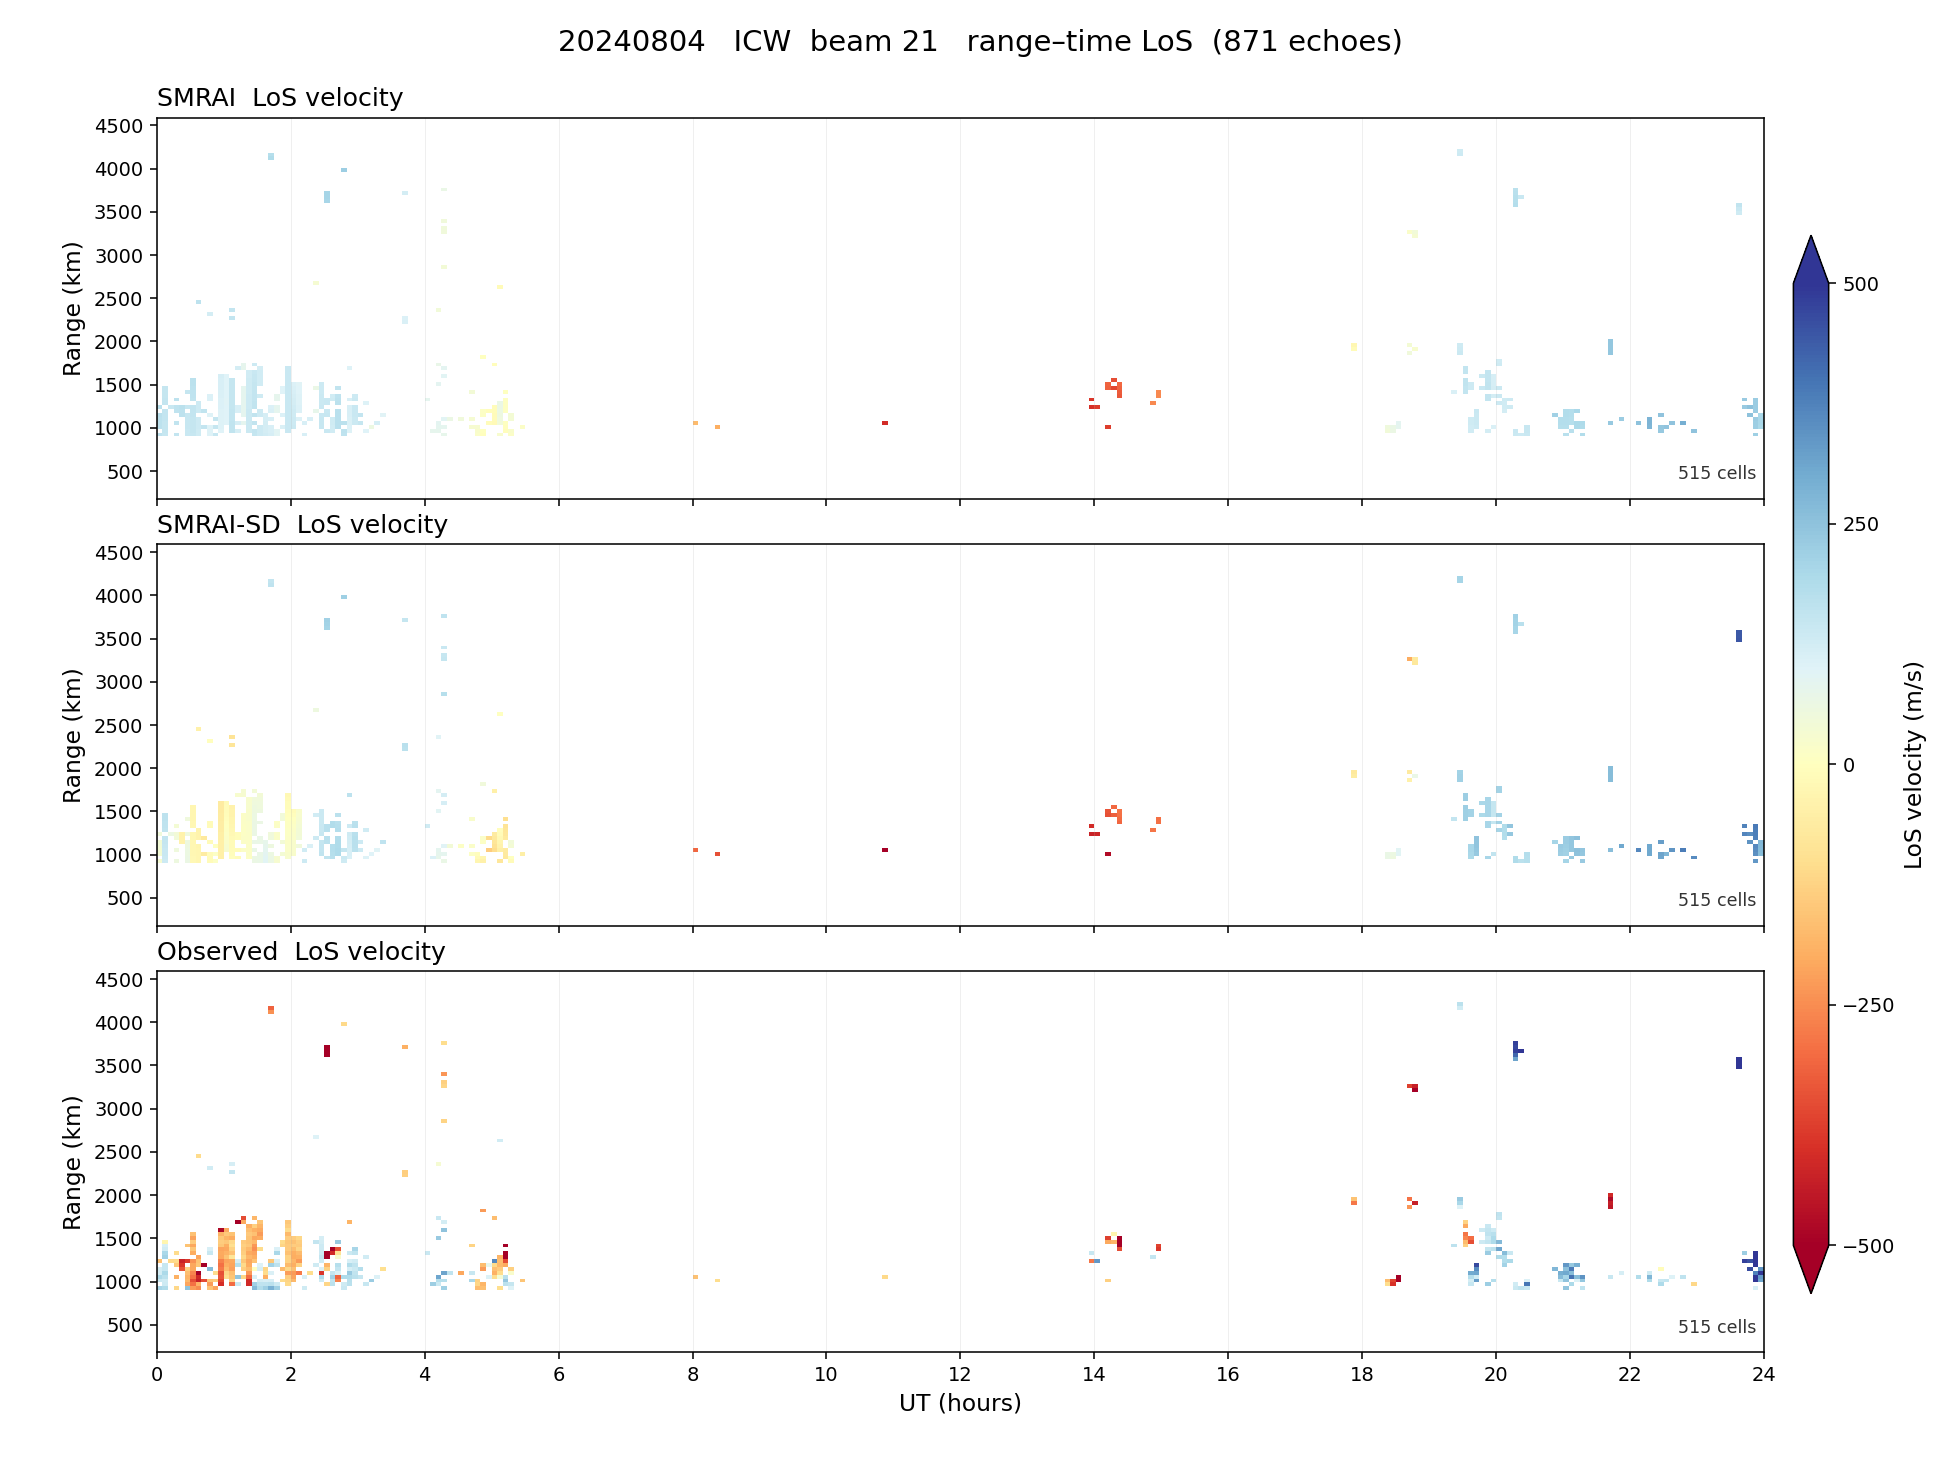 20240804   ICW  beam 21   range–time LoS  (871 echoes)
SMRAI  LoS velocity
4500
4000
3500
3000
2500
2000
1500
1000
500
Range (km)
515 cells
SMRAI-SD  LoS velocity
4500
4000
3500
3000
2500
2000
1500
1000
500
Range (km)
515 cells
Observed  LoS velocity
4500
4000
3500
3000
2500
2000
1500
1000
500
Range (km)
515 cells
0 2 4 6 8 10 12 14 16 18 20 22 24
UT (hours)
500
250
0
−250
−500
LoS velocity (m/s)